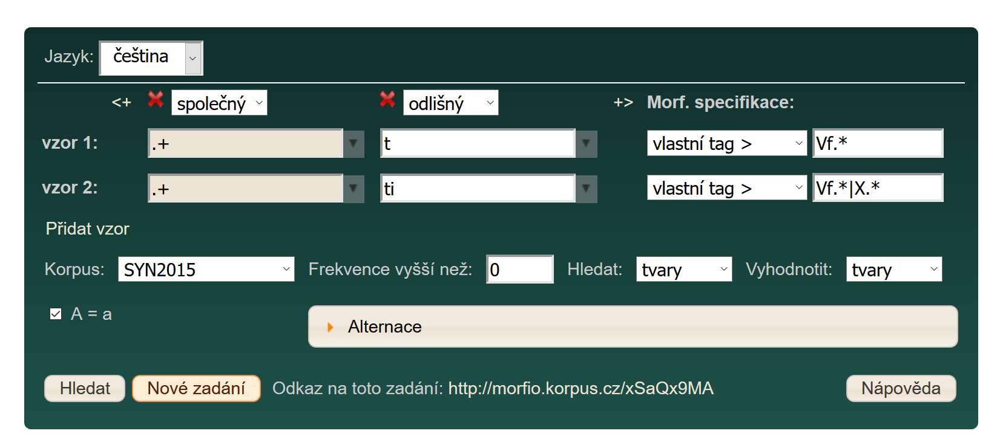 Jazyk: čeština
<+ společný odlišný +> Morf. specifikace:
vzor 1: .+ t vlastní tag > Vf.*
vzor 2: .+ ti vlastní tag > Vf.*|X.*
Přidat vzor
Korpus: SYN2015 Frekvence vyšší než: 0 Hledat: tvary Vyhodnotit: tvary
A = a Alternace
Hledat Nové zadání Odkaz na toto zadání: http://morfio.korpus.cz/xSaQx9MA Nápověda